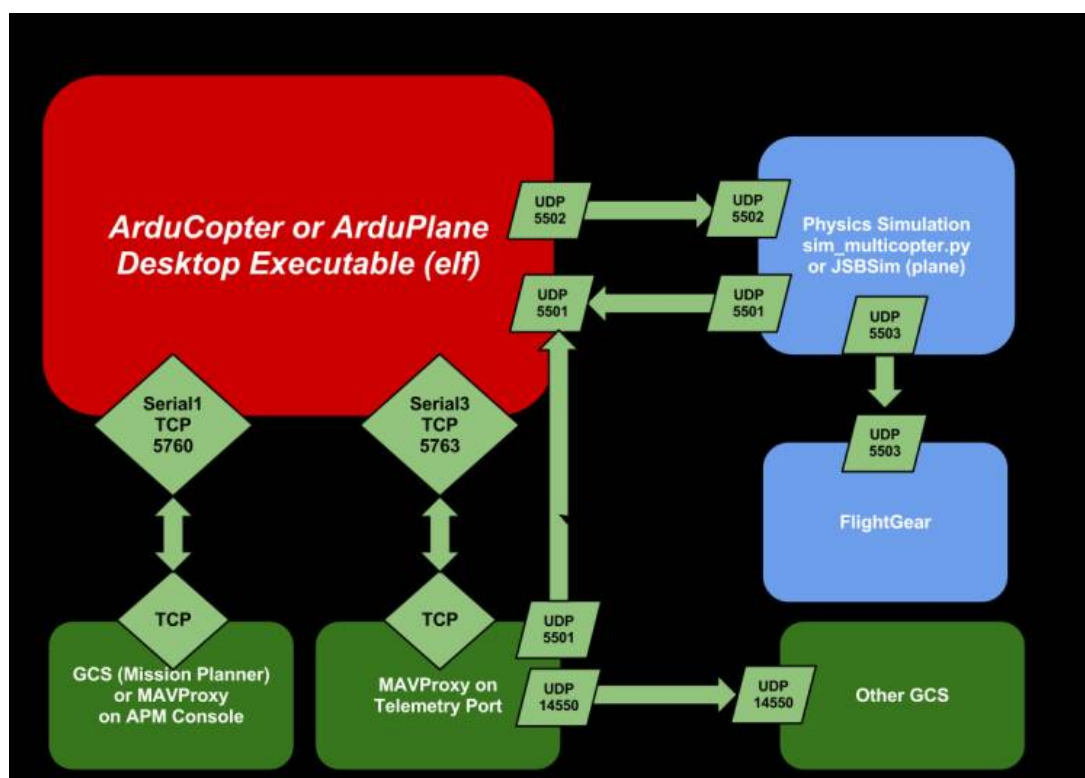 ArduCopter or ArduPlane
Desktop Executable (elf)
UDP
5502
UDP
5502
Physics Simulation
sim_multicopter.py
or JSBSim (plane)
UDP
5501
UDP
5501
UDP
5503
Serial1
TCP
5760
Serial3
TCP
5763
UDP
5503
FlightGear
TCP
GCS (Mission Planner)
or MAVProxy
on APM Console
TCP
MAVProxy on
Telemetry Port
UDP
5501
UDP
14550
UDP
14550
Other GCS